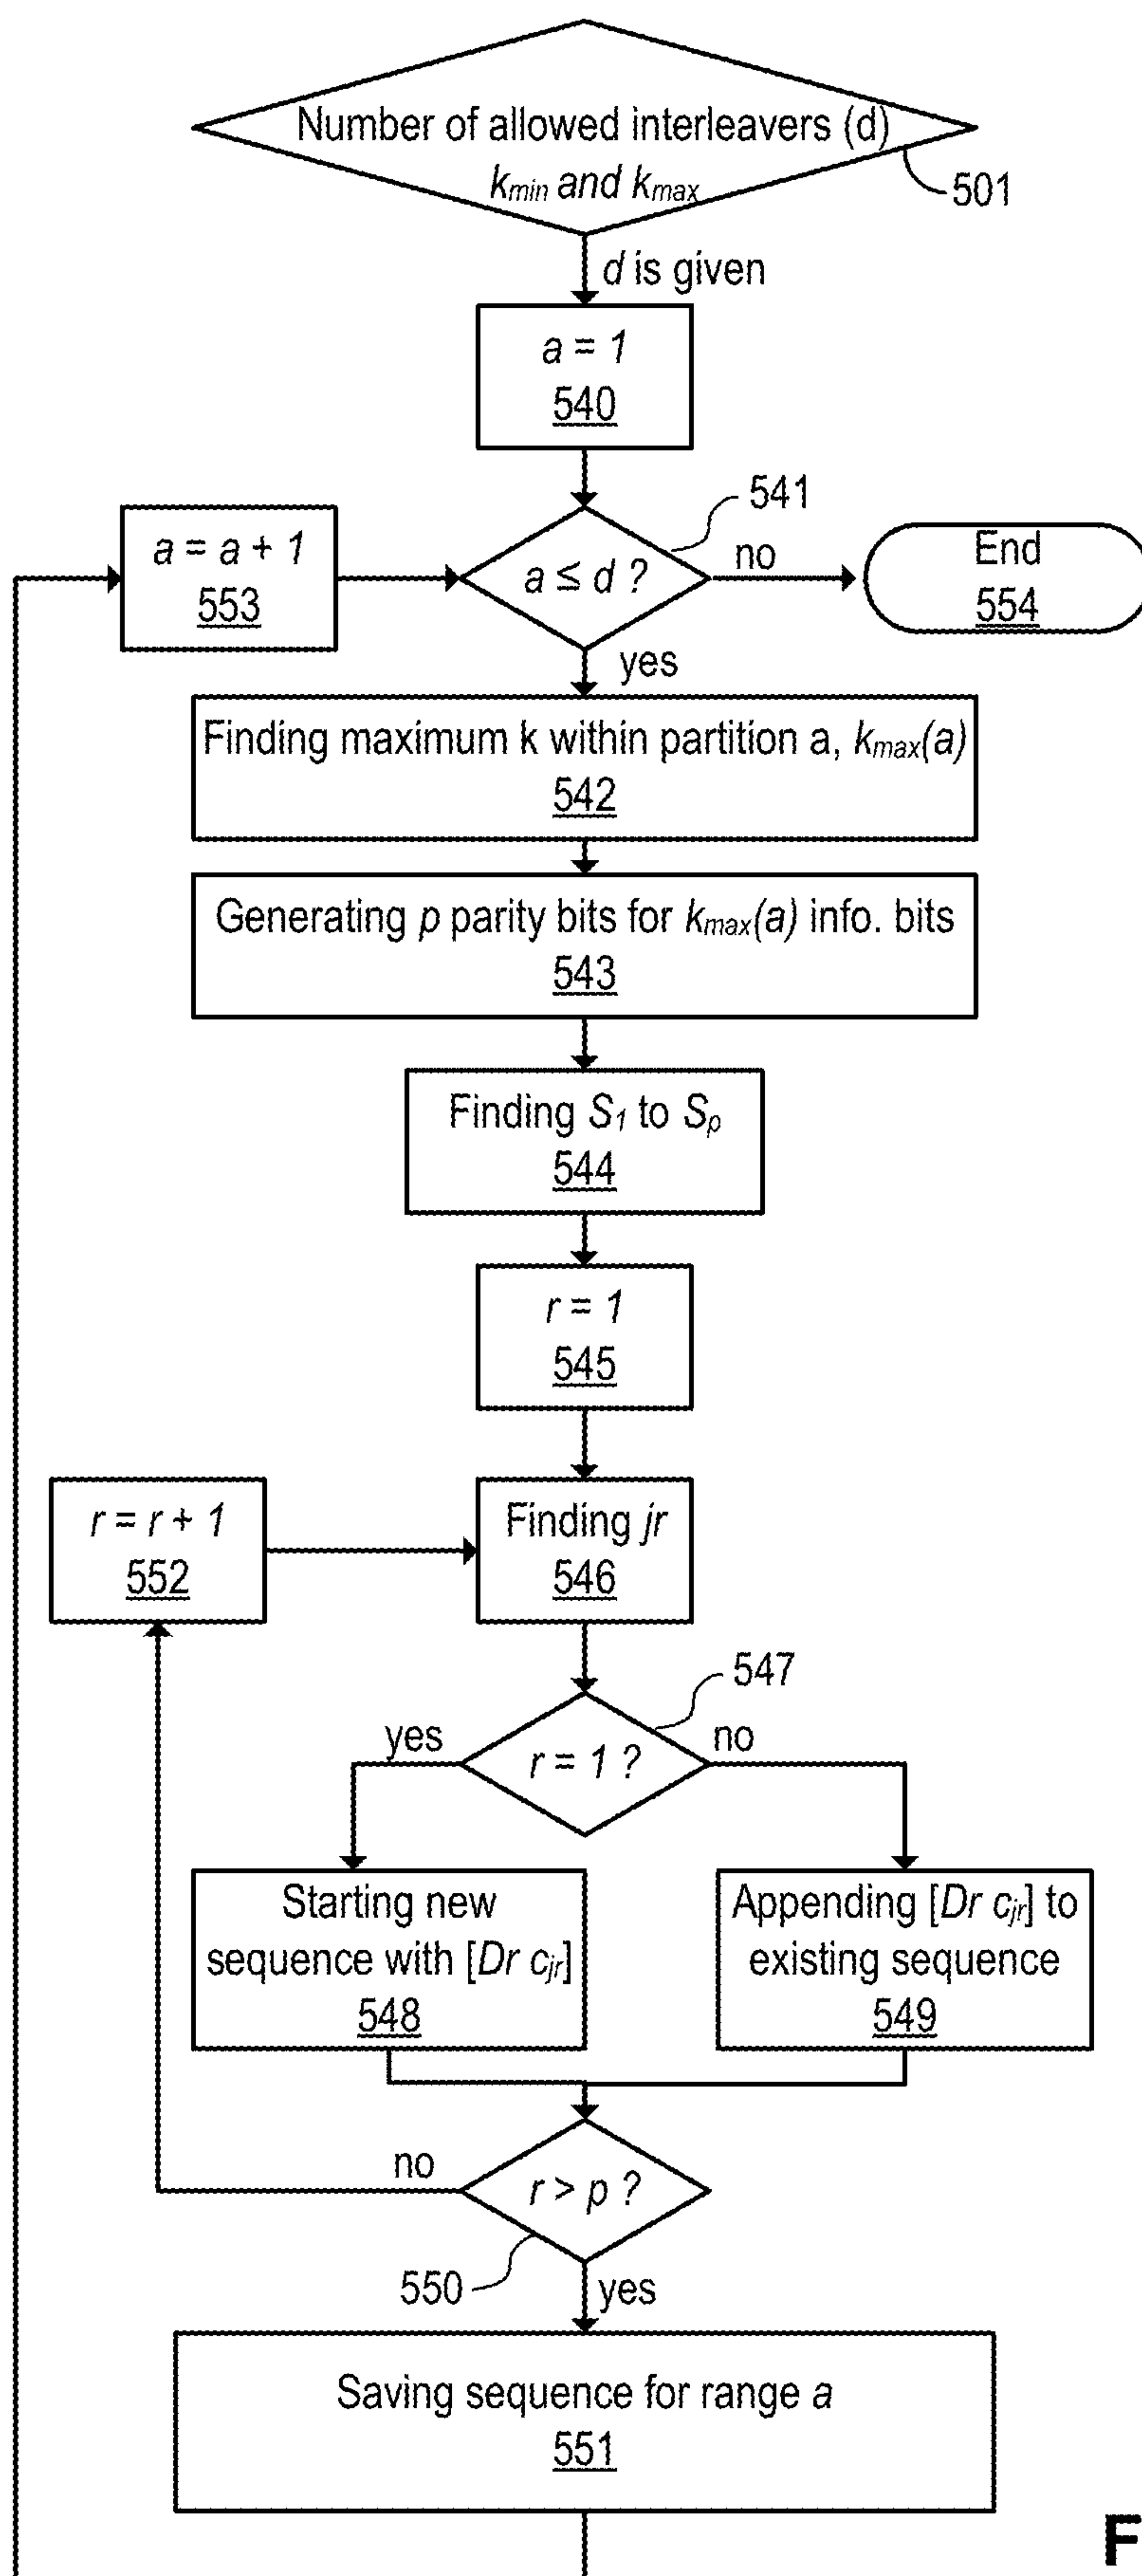 Number of allowed interleavers (d)
kmin and kmax
501
d is given
a = 1
540
541
a = a + 1
553
a ≤ d ?
no
End
554
yes
Finding maximum k within partition a, kmax(a)
542
Generating p parity bits for kmax(a) info. bits
543
Finding S1 to Sp
544
r = 1
545
r = r + 1
552
Finding jr
546
547
yes
r = 1 ?
no
Starting new
sequence with [Dr cjr]
548
Appending [Dr cjr] to
existing sequence
549
no
r > p ?
550
yes
Saving sequence for range a
551
F